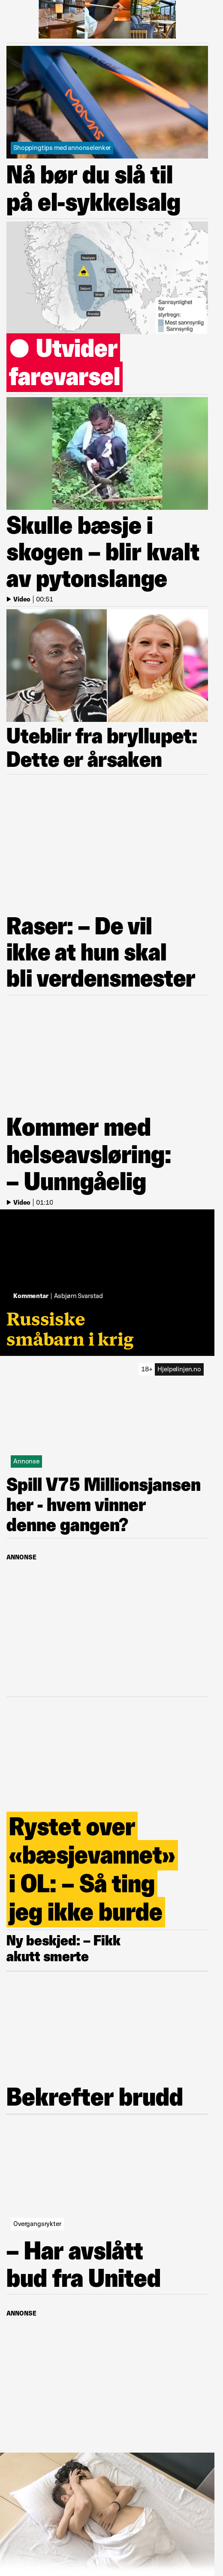 MOMAS
Shoppingtips med annonselenker
Nå bør du slå til
på el-sykkelsalg
Sannsynlighet
for
styrtregn:
Mest sannsynlig
Sannsynlig
Utvider
farevarsel
Skulle bæsje i
skogen – blir kvalt
av pytonslange
Video | 00:51
Uteblir fra bryllupet:
Dette er årsaken
Raser: – De vil
ikke at hun skal
bli verdensmester
Kommer med
helseavsløring:
– Uunngåelig
Video | 01:10
Kommentar | Asbjørn Svarstad
Russiske
småbarn i krig
18+ Hjelpelinjen.no
Annonse
Spill V75 Millionsjansen
her - hvem vinner
denne gangen?
ANNONSE
Rystet over
«bæsjevannet»
i OL: – Så ting
jeg ikke burde
Ny beskjed: – Fikk
akutt smerte
Bekrefter brudd
Overgangsrykter
– Har avslått
bud fra United
ANNONSE